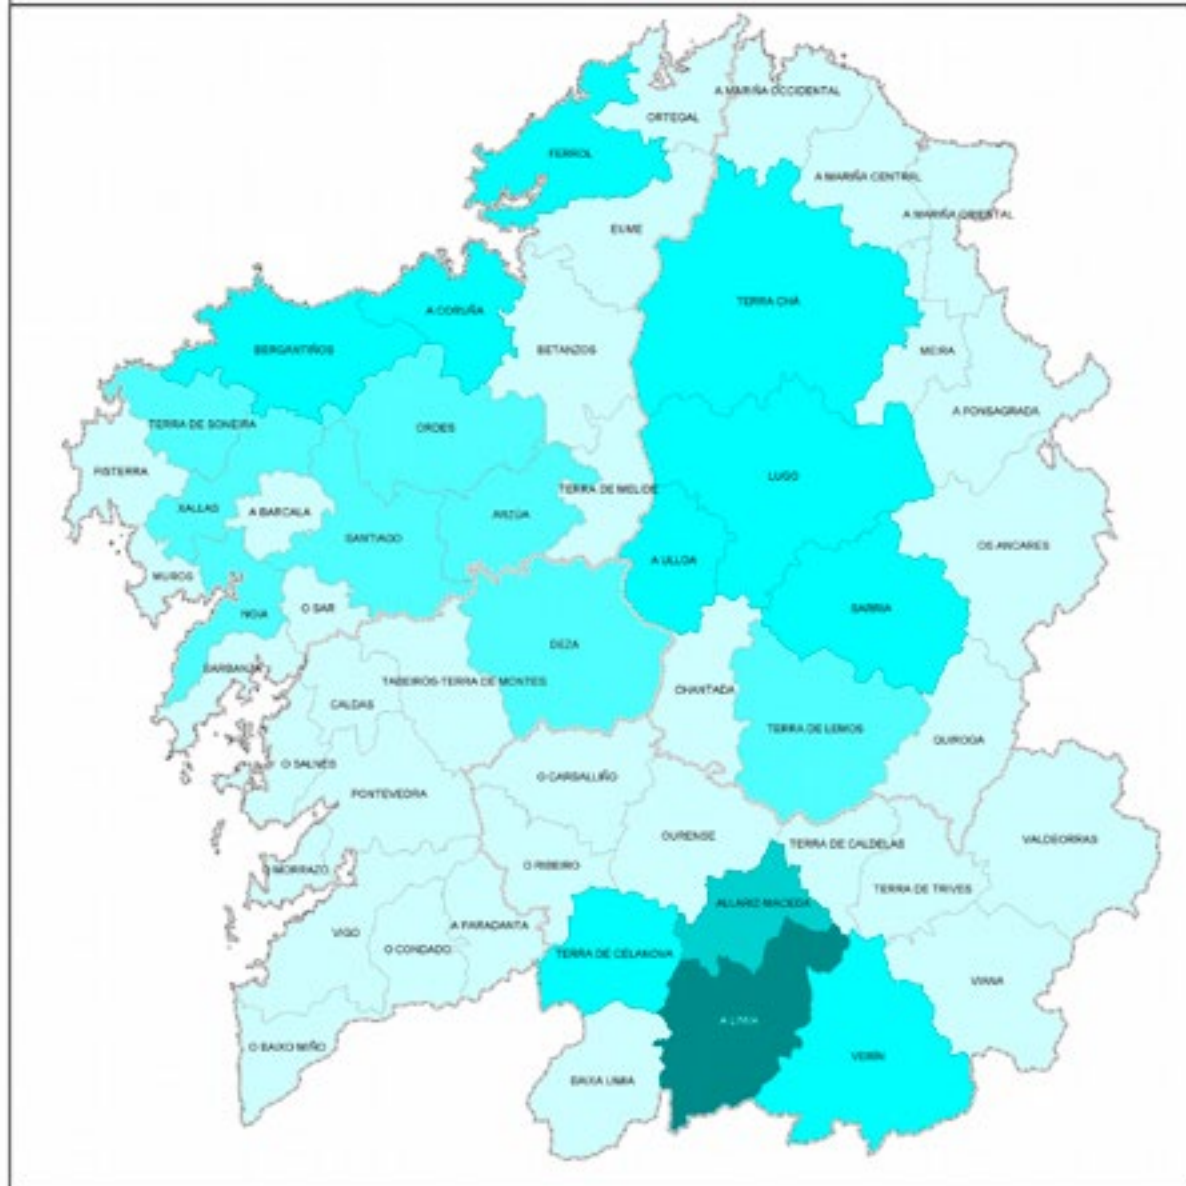 A MARIÑA OCCIDENTAL
ORTEGAL
FERROL
A MARIÑA CENTRAL
A MARIÑA ORIENTAL
EUME
TERRA CHÁ
A CORUÑA
BERGANTIÑOS
BETANZOS
MEIRA
A FONSAGRADA
TERRA DE SONEIRA
ORDES
FISTERRA
TERRA DE MELIDE
LUGO
XALLAS
A BARCALA
ARZÚA
SANTIAGO
OS ANCARES
A ULLOA
MUROS
O SAR
NOIA
SARRIA
DEZA
BARBANZA
TABEIROS-TERRA DE MONTES
CHANTADA
CALDAS
TERRA DE LEMOS
QUIROGA
O SALNÉS
O CARBALLIÑO
PONTEVEDRA
OURENSE
TERRA DE CALDELAS
VALDEORRAS
O MORRAZO
O RIBEIRO
TERRA DE TRIVES
ALLARIZ-MACEDA
A PARADANTA
VIGO
O CONDADO
TERRA DE CELANOVA
VIANA
A LIMIA
O BAIXO MIÑO
VERÍN
BAIXA LIMIA